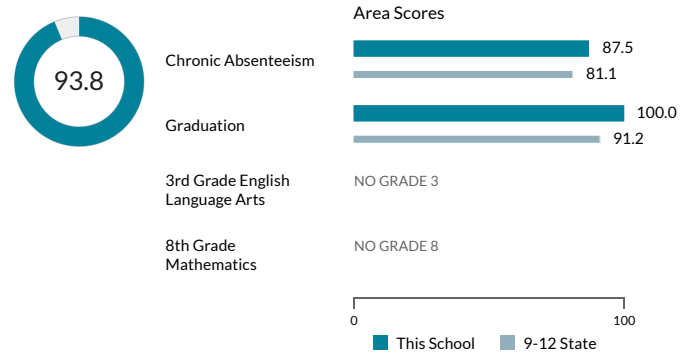 Area Scores
93.8
Chronic Absenteeism
87.5
81.1
Graduation
100.0
91.2
3rd Grade English
Language Arts
NO GRADE 3
8th Grade
Mathematics
NO GRADE 8
0
100
This School
9-12 State